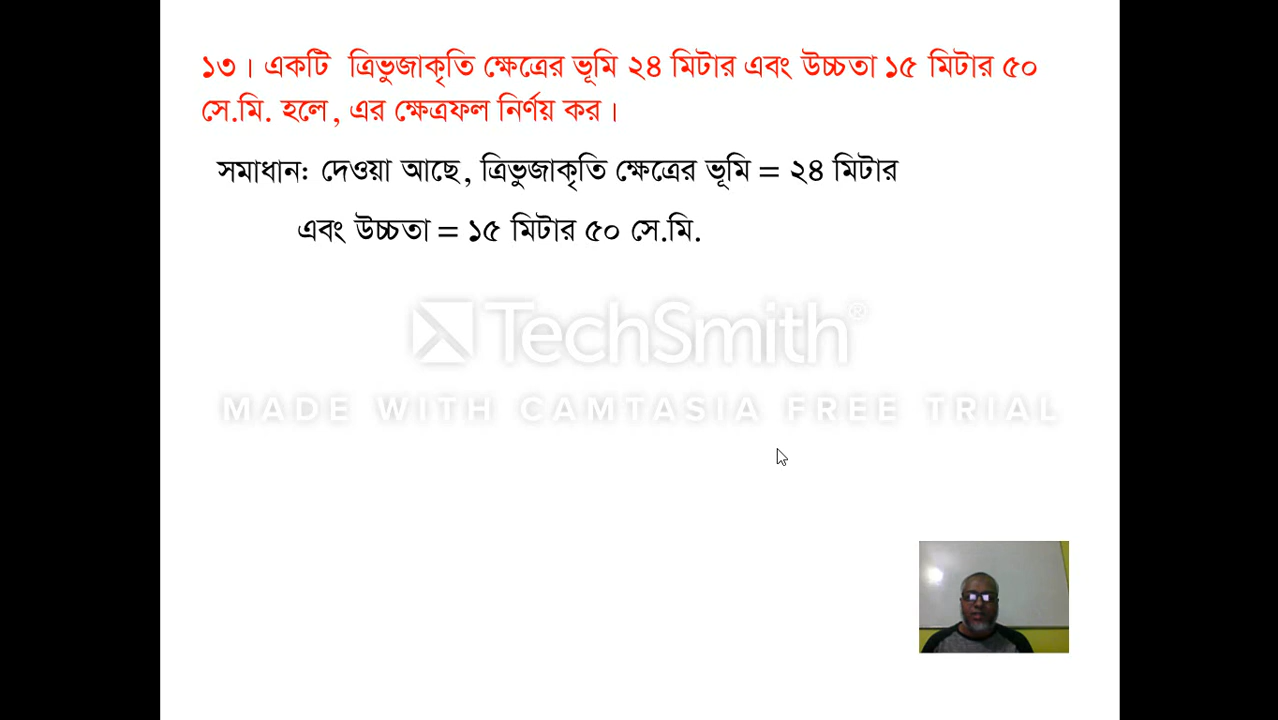 ১৩। একটি ত্রিভুজাকৃতি ক্ষেত্রের ভূমি ২৪ মিটার এবং উচ্চতা ১৫ মিটার ৫০
সে.মি. হলে, এর ক্ষেত্রফল নির্ণয় কর।
সমাধান: দেওয়া আছে, ত্রিভুজাকৃতি ক্ষেত্রের ভূমি = ২৪ মিটার
এবং উচ্চতা = ১৫ মিটার ৫০ সে.মি.
TechSmith®
MADE WITH CAMTASIA FREE TRIAL